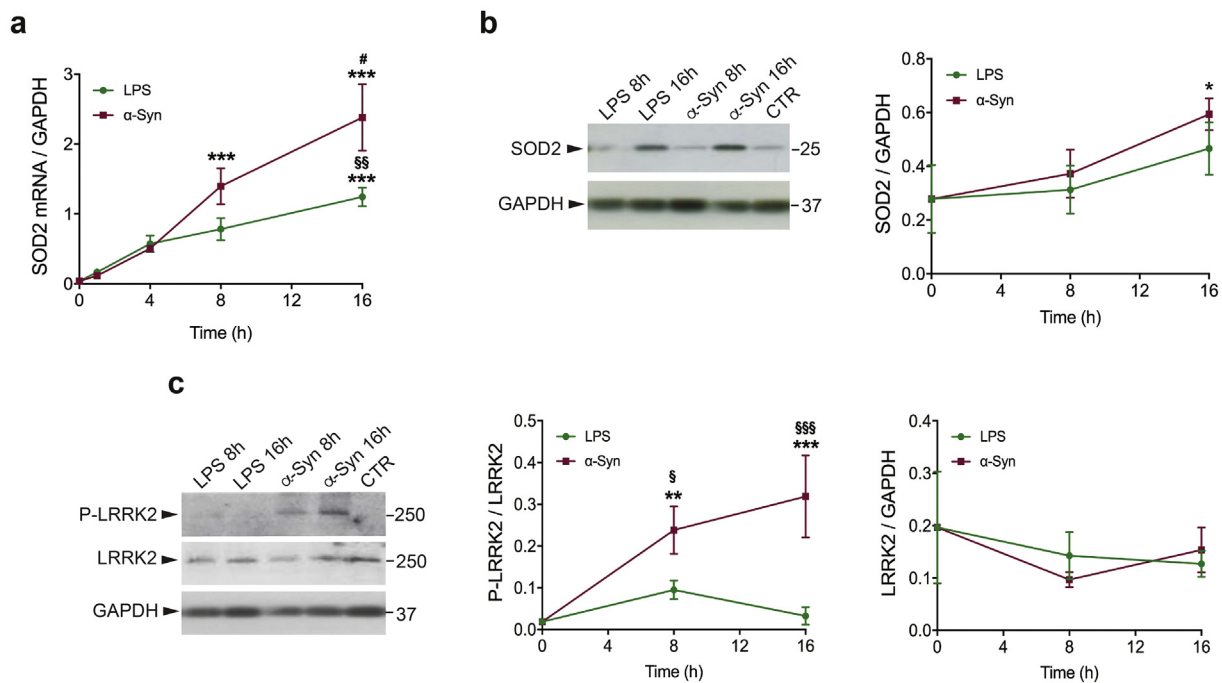 a
SOD2 mRNA / GAPDH
3
2
1
0
LPS
α-Syn
***
#
***
§§
***
0 4 8 12 16
Time (h)
b
LPS 8h
LPS 16h
α-Syn 8h
α-Syn 16h
CTR
SOD2
25
GAPDH
37
SOD2 / GAPDH
0.8
0.6
0.4
0.2
0.0
LPS
α-Syn
*
0 4 8 12 16
Time (h)
c
LPS 8h
LPS 16h
α-Syn 8h
α-Syn 16h
CTR
P-LRRK2
250
LRRK2
250
GAPDH
37
P-LRRK2 / LRRK2
0.5
0.4
0.3
0.2
0.1
0.0
LPS
α-Syn
§
**
§§§
***
0 4 8 12 16
Time (h)
LRRK2 / GAPDH
0.4
0.3
0.2
0.1
0.0
LPS
α-Syn
0 4 8 12 16
Time (h)